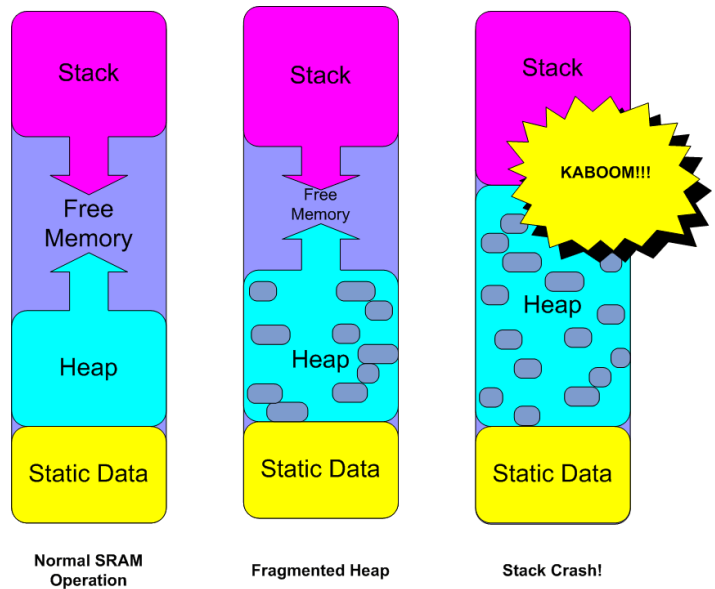 Stack
Free
Memory
Heap
Static Data
Normal SRAM
Operation
Stack
Free
Memory
Heap
Static Data
Fragmented Heap
Stack
KABOOM!!!
Heap
Static Data
Stack Crash!